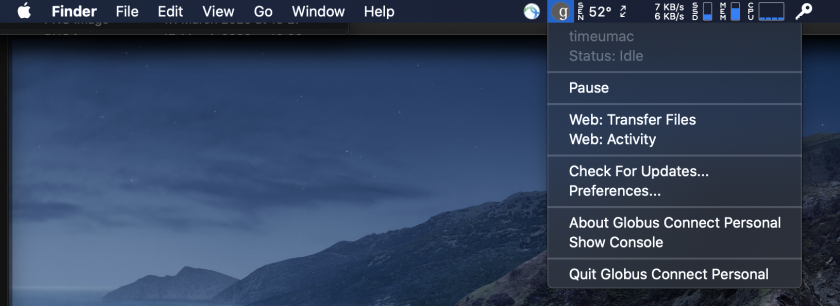 Finder File Edit View Go Window Help g SEN 52° 7 KB/s 6 KB/s SSD MEM CPU
timeumac
Status: Idle
Pause
Web: Transfer Files
Web: Activity
Check For Updates...
Preferences...
About Globus Connect Personal
Show Console
Quit Globus Connect Personal